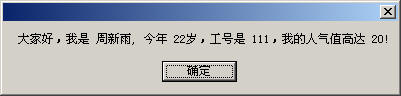 大家好，我是 周新雨, 今年 22岁，工号是 111，我的人气值高达 20!
确定